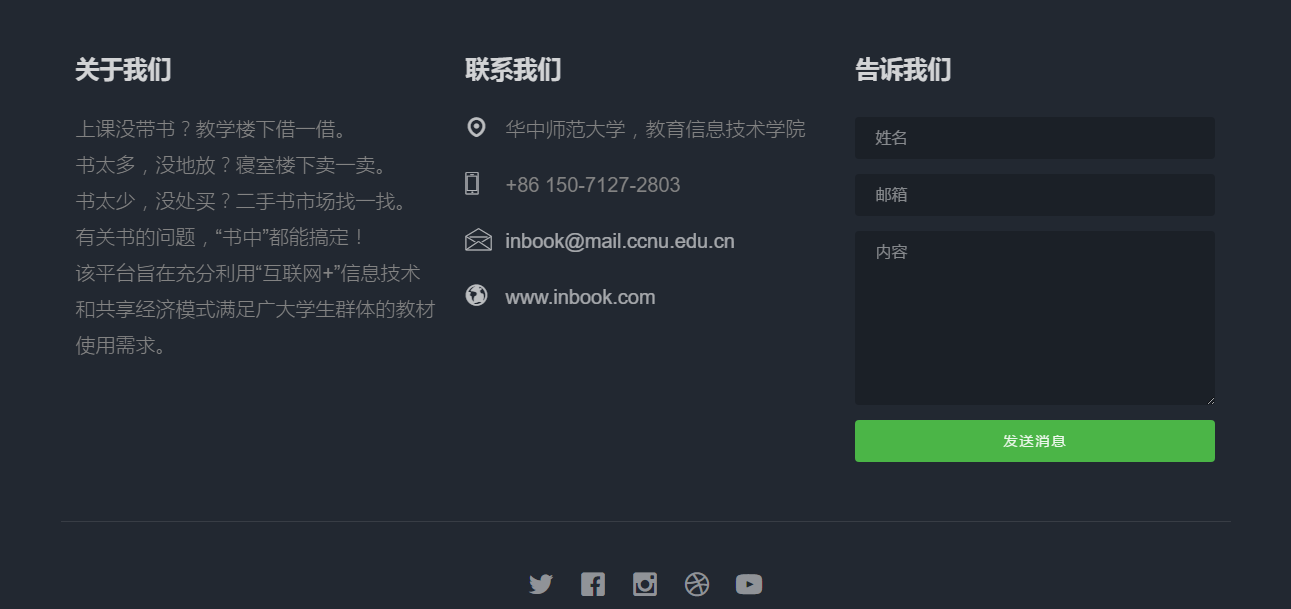 关于我们
上课没带书？教学楼下借一借。
书太多，没地放？寝室楼下卖一卖。
书太少，没处买？二手书市场找一找。
有关书的问题，“书中”都能搞定！
该平台旨在充分利用“互联网+”信息技术
和共享经济模式满足广大学生群体的教材
使用需求。
联系我们
华中师范大学，教育信息技术学院
+86 150-7127-2803
inbook@mail.ccnu.edu.cn
www.inbook.com
告诉我们
姓名
邮箱
内容
发送消息